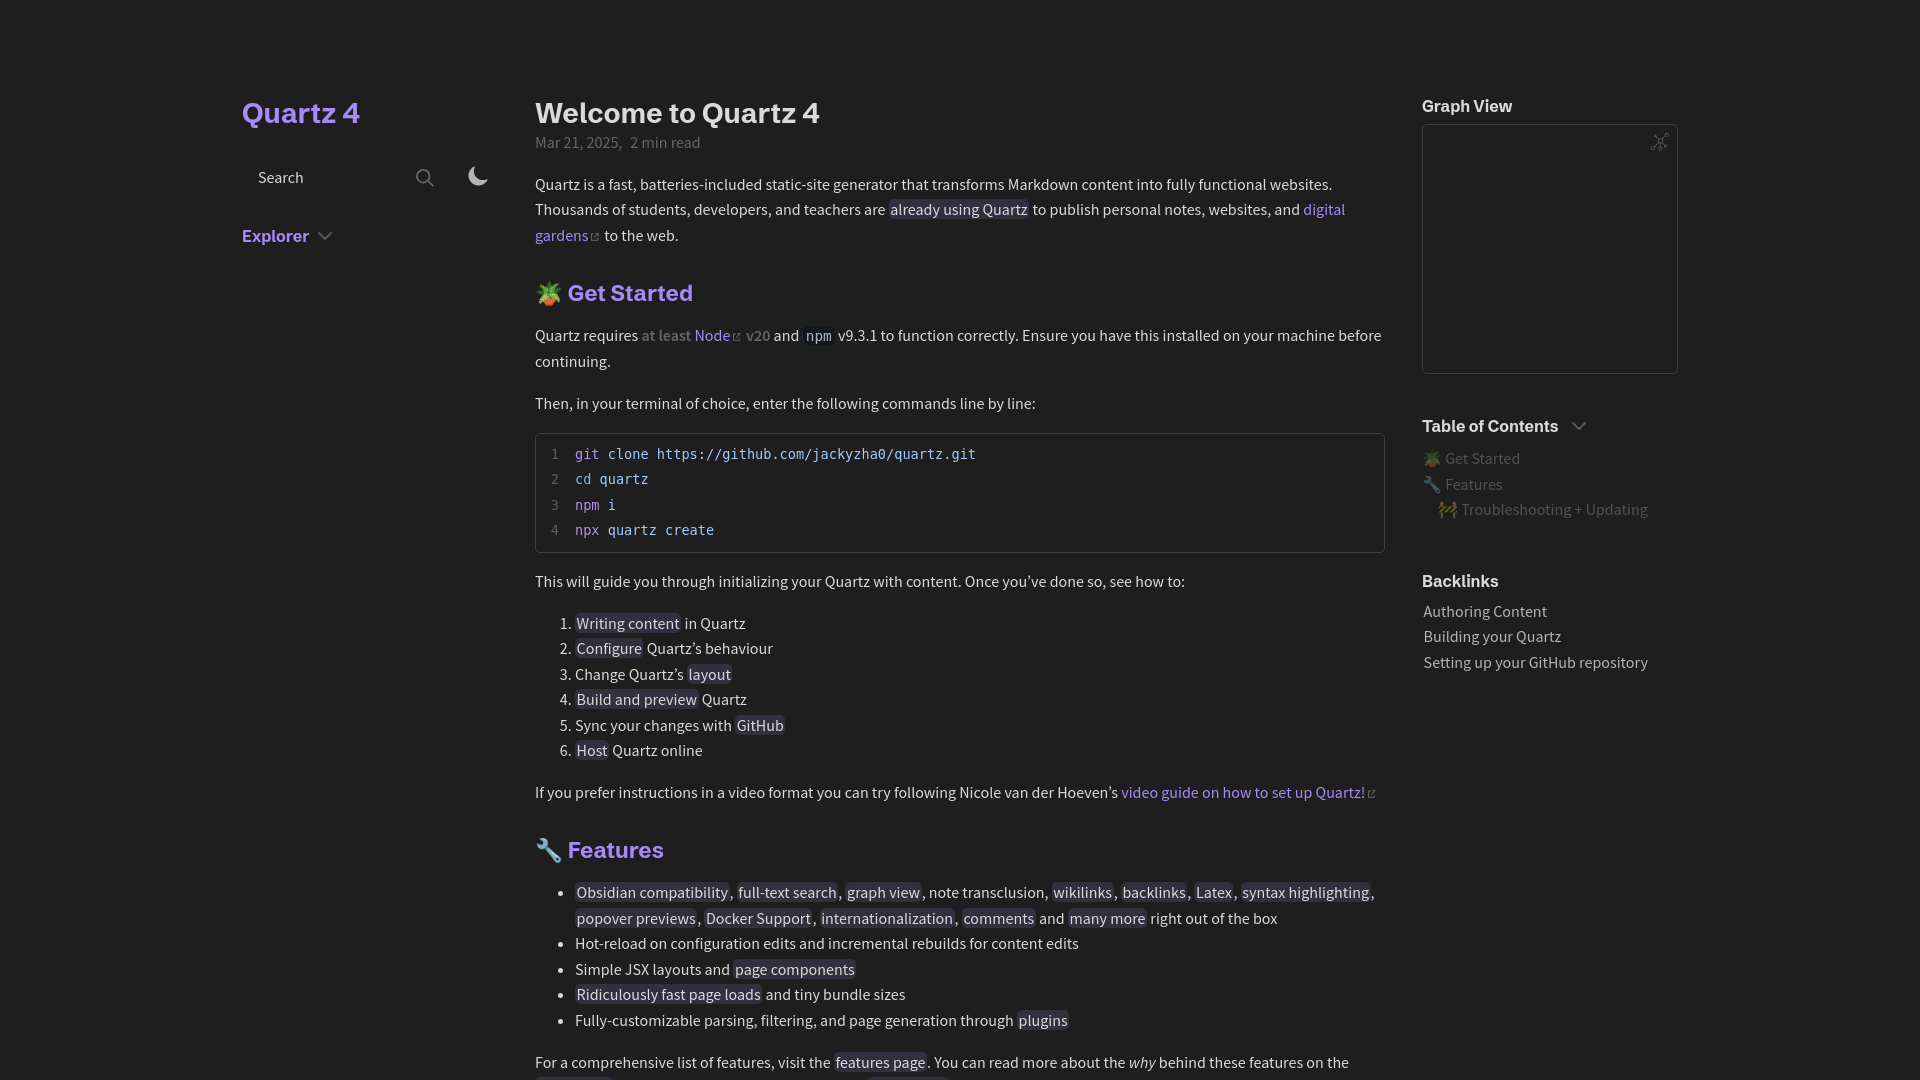 Quartz 4
Search
Explorer
Welcome to Quartz 4
Mar 21, 2025, 2 min read
Quartz is a fast, batteries-included static-site generator that transforms Markdown content into fully functional websites.
Thousands of students, developers, and teachers are already using Quartz to publish personal notes, websites, and digital
gardens to the web.
🪴 Get Started
Quartz requires at least Node v20 and npm v9.3.1 to function correctly. Ensure you have this installed on your machine before
continuing.
Then, in your terminal of choice, enter the following commands line by line:
1 git clone https://github.com/jackyzha0/quartz.git
2 cd quartz
3 npm i
4 npx quartz create
This will guide you through initializing your Quartz with content. Once you’ve done so, see how to:
1. Writing content in Quartz
2. Configure Quartz’s behaviour
3. Change Quartz’s layout
4. Build and preview Quartz
5. Sync your changes with GitHub
6. Host Quartz online
If you prefer instructions in a video format you can try following Nicole van der Hoeven’s video guide on how to set up Quartz!
🔧 Features
• Obsidian compatibility, full-text search, graph view, note transclusion, wikilinks, backlinks, Latex, syntax highlighting,
popover previews, Docker Support, internationalization, comments and many more right out of the box
• Hot-reload on configuration edits and incremental rebuilds for content edits
• Simple JSX layouts and page components
• Ridiculously fast page loads and tiny bundle sizes
• Fully-customizable parsing, filtering, and page generation through plugins
For a comprehensive list of features, visit the features page. You can read more about the why behind these features on the
Graph View
Table of Contents
🪴 Get Started
🔧 Features
🚧 Troubleshooting + Updating
Backlinks
Authoring Content
Building your Quartz
Setting up your GitHub repository